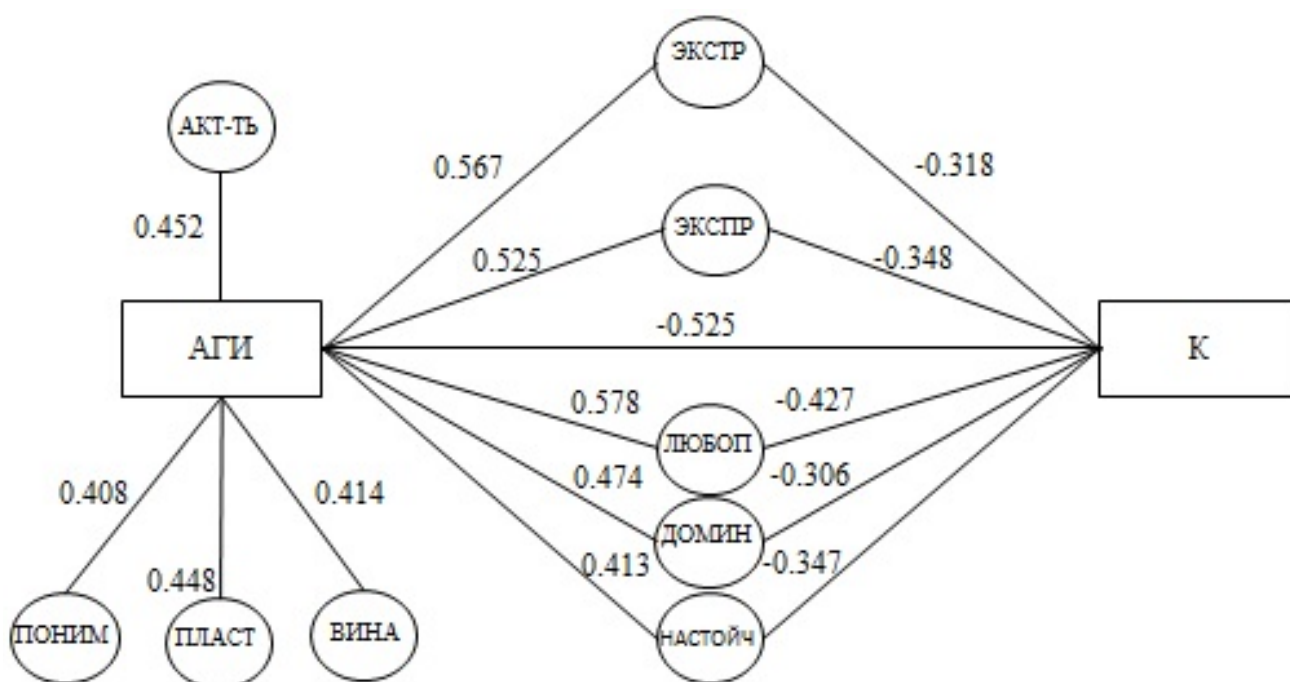 ЭКСТР
АКТ-ТЬ
0.567
-0.318
0.452
ЭКСПР
0.525
-0.348
АГИ
-0.525
К
0.578
-0.427
ЛЮБОП
0.408
0.414
0.474
-0.306
ДОМИН
0.448
0.413
-0.347
ПОНИМ
ПЛАСТ
ВИНА
НАСТОЙЧ